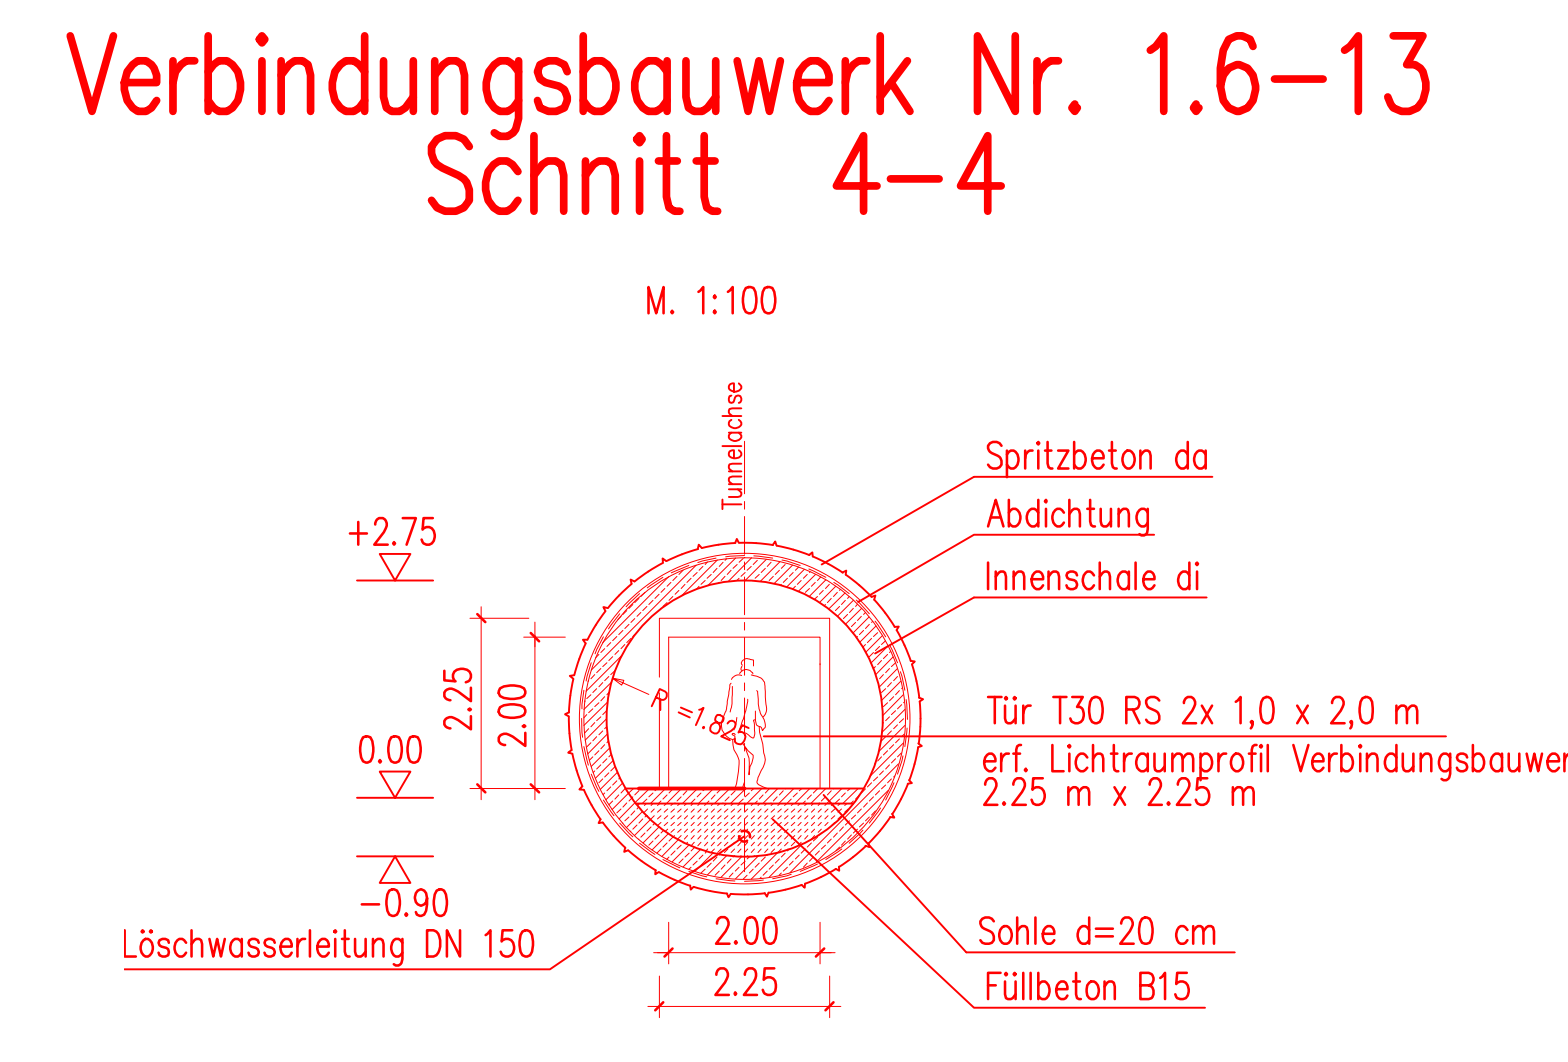 Verbindungsbauwerk Nr. 1.6-13
Schnitt 4-4
M. 1:100
Tunnelachse
Spritzbeton da
Abdichtung
Innenschale di
+2.75
2.25
2.00
R =1.825
0.00
-0.90
Tür T30 RS 2x 1,0 x 2,0 m
erf. Lichtraumprofil
2.25 m x 2.25 m
Löschwasserleitung DN 150
2.00
2.25
Sohle d=20 cm
Füllbeton B15